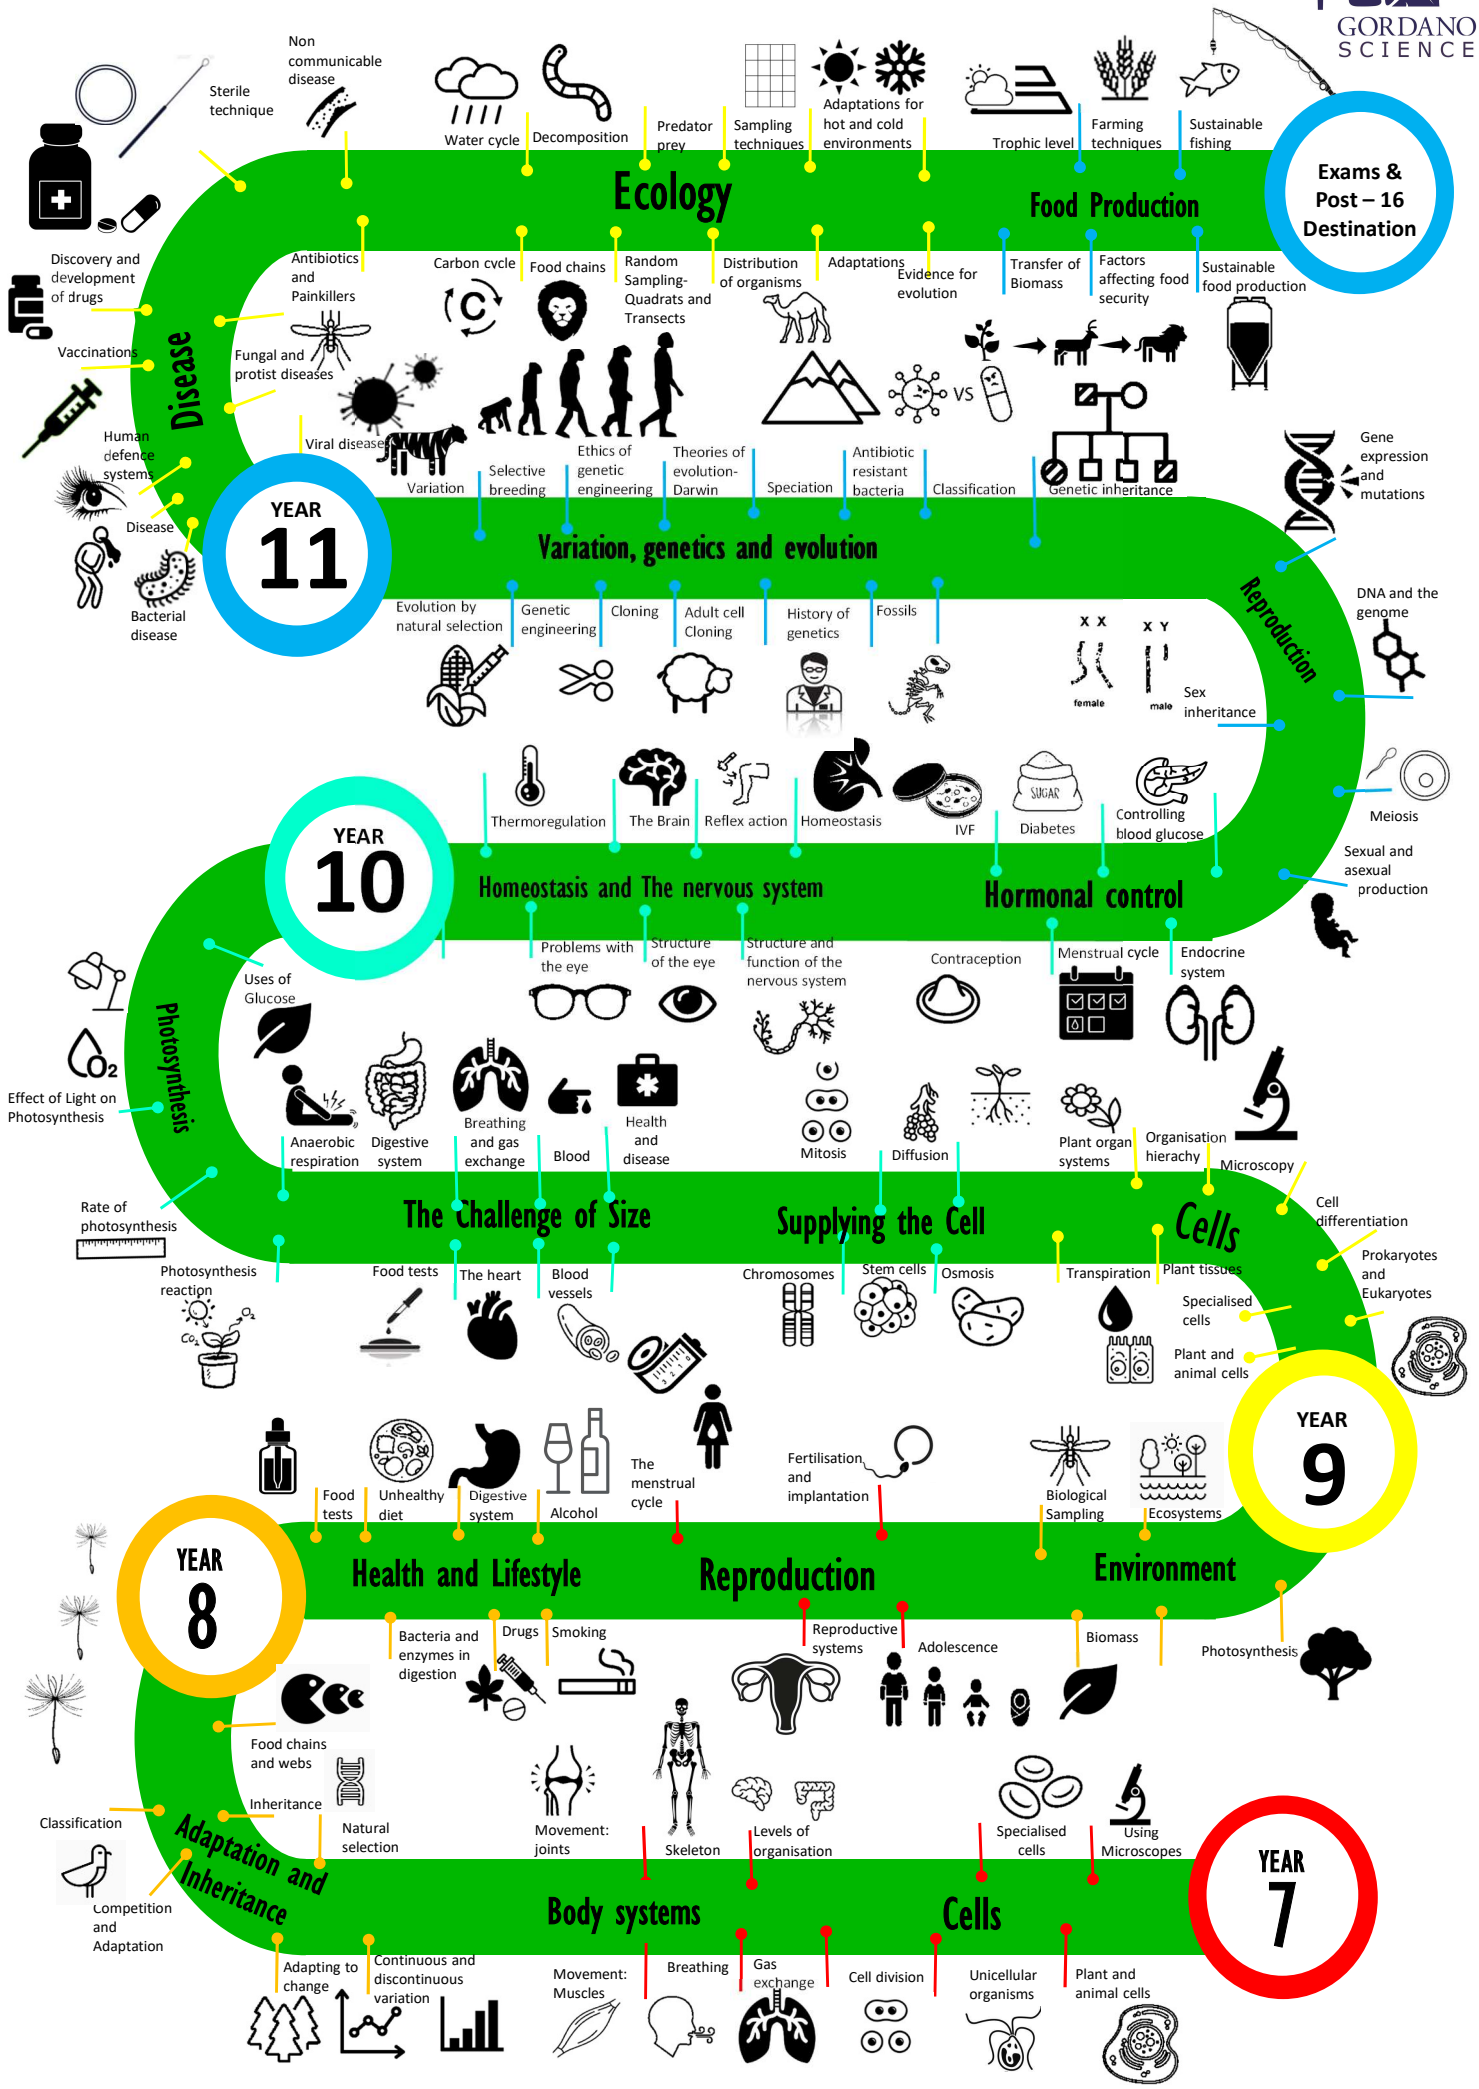 GORDANO
SCIENCE
Non
communicable
disease
Sterile
technique
Water cycle
Decomposition
Predator
prey
Sampling
techniques
Adaptations for
hot and cold
environments
Trophic level
Farming
techniques
Sustainable
fishing
Exams &
Post – 16
Destination
Ecology
Food Production
Discovery and
development
of drugs
Antibiotics
and
Painkillers
Carbon cycle
Food chains
Random
Sampling-
Quadrats and
Transects
Distribution
of organisms
Adaptations
Evidence for
evolution
Transfer of
Biomass
Factors
affecting food
security
Sustainable
food production
C
Vaccinations
Disease
Fungal and
protist diseases
VS
Human
defence
systems
Viral disease
Disease
Bacterial
disease
YEAR
11
Variation
Selective
breeding
Ethics of
genetic
engineering
Theories of
evolution-
Darwin
Speciation
Antibiotic
resistant
bacteria
Classification
Genetic inheritance
Gene
expression
and
mutations
Variation, genetics and evolution
Reproduction
Evolution by
natural selection
Genetic
engineering
Cloning
Adult cell
Cloning
History of
genetics
Fossils
X X
X Y
female
male
Sex
inheritance
DNA and the
genome
Meiosis
Sexual and
asexual
production
Thermoregulation
The Brain
Reflex action
Homeostasis
IVF
SUGAR
Diabetes
Controlling
blood glucose
YEAR
10
Homeostasis and The nervous system
Hormonal control
Uses of
Glucose
Problems with
the eye
Structure
of the eye
Structure and
function of the
nervous system
Contraception
Menstrual cycle
Endocrine
system
Photosynthesis
O2
Effect of Light on
Photosynthesis
Anaerobic
respiration
Digestive
system
Breathing
and gas
exchange
Blood
Health
and
disease
Mitosis
Diffusion
Plant organ
systems
Organisation
hierachy
Microscopy
Rate of
photosynthesis
The Challenge of Size
Supplying the Cell
Cells
Cell
differentiation
Prokaryotes
and
Eukaryotes
Photosynthesis
reaction
CO2
O2
Food tests
The heart
Blood
vessels
Chromosomes
Stem cells
Osmosis
Transpiration
Plant tissues
Specialised
cells
Plant and
animal cells
YEAR
9
Food
tests
Unhealthy
diet
Digestive
system
Alcohol
The
menstrual
cycle
Fertilisation
and
implantation
Biological
Sampling
Ecosystems
YEAR
8
Health and Lifestyle
Reproduction
Environment
Bacteria and
enzymes in
digestion
Drugs
Smoking
Reproductive
systems
Adolescence
Biomass
Photosynthesis
Food chains
and webs
Inheritance
Natural
selection
Classification
Adaptation and
Inheritance
Competition
and
Adaptation
Movement:
joints
Skeleton
Levels of
organisation
Specialised
cells
Using
Microscopes
YEAR
7
Body systems
Cells
Adapting to
change
Continuous and
discontinuous
variation
Movement:
Muscles
Breathing
Gas
exchange
Cell division
Unicellular
organisms
Plant and
animal cells